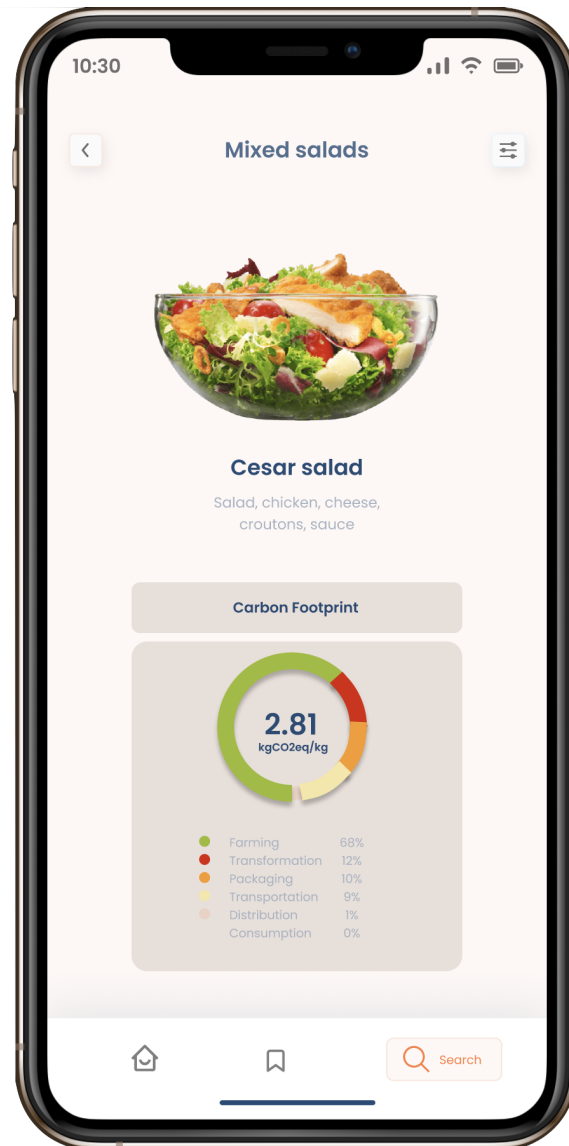 10:30
Mixed salads
Cesar salad
Salad, chicken, cheese,
croutons, sauce
Carbon Footprint
2.81
kgCO2eq/kg
Farming 68%
Transformation 12%
Packaging 10%
Transportation 9%
Distribution 1%
Consumption 0%
Search